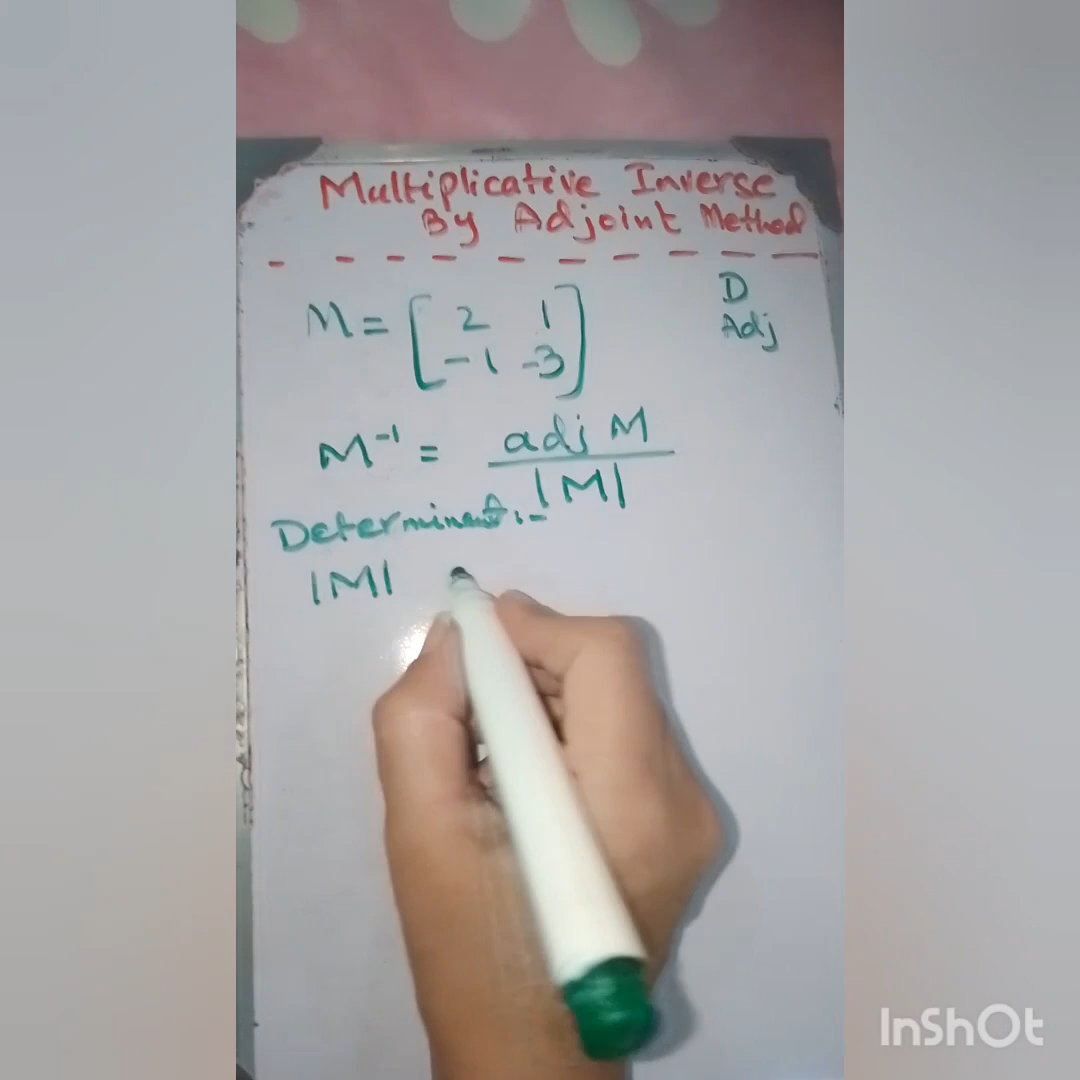 Multiplicative Inverse
By Adjoint Method
M = [ 2 1
-1 -3 ]
D
Adj
M⁻¹ = adj M
|M|
Determinant:-
|M|
InShOt